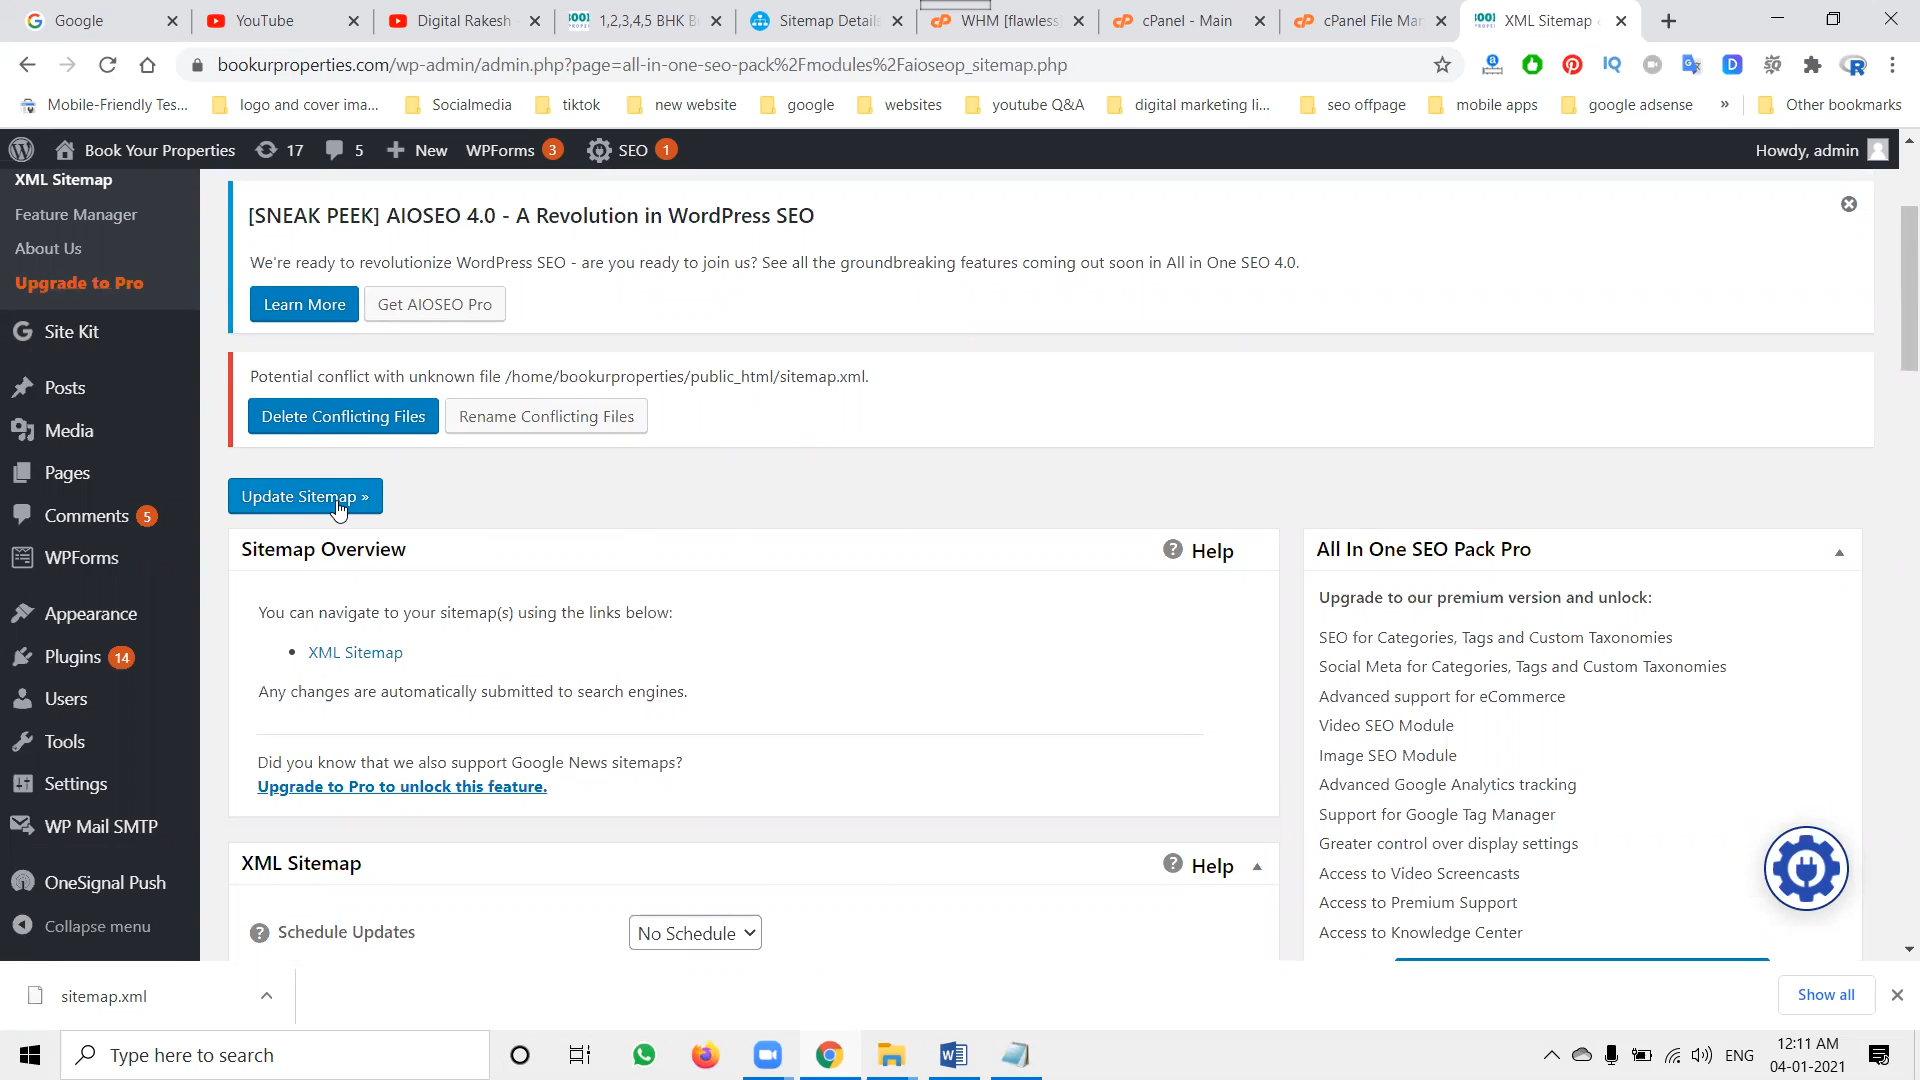 Google
YouTube
Digital Rakesh
1,2,3,4,5 BHK B
Sitemap Details
WHM [flawless
cPanel - Main
cPanel File Man
XML Sitemap
bookurproperties.com/wp-admin/admin.php?page=all-in-one-seo-pack%2Fmodules%2Faioseop_sitemap.php
Mobile-Friendly Tes...
logo and cover ima...
Socialmedia
tiktok
new website
google
websites
youtube Q&A
digital marketing li...
seo offpage
mobile apps
google adsense
»
Other bookmarks
Book Your Properties
17
5
New
WPForms 3
SEO 1
Howdy, admin
XML Sitemap
Feature Manager
About Us
Upgrade to Pro
Site Kit
Posts
Media
Pages
Comments 5
WPForms
Appearance
Plugins 14
Users
Tools
Settings
WP Mail SMTP
OneSignal Push
Collapse menu
[SNEAK PEEK] AIOSEO 4.0 - A Revolution in WordPress SEO
We're ready to revolutionize WordPress SEO - are you ready to join us? See all the groundbreaking features coming out soon in All in One SEO 4.0.
Learn More
Get AIOSEO Pro
Potential conflict with unknown file /home/bookurproperties/public_html/sitemap.xml.
Delete Conflicting Files
Rename Conflicting Files
Update Sitemap »
Sitemap Overview
Help
You can navigate to your sitemap(s) using the links below:
• XML Sitemap
Any changes are automatically submitted to search engines.
Did you know that we also support Google News sitemaps?
Upgrade to Pro to unlock this feature.
XML Sitemap
Help
Schedule Updates
No Schedule
All In One SEO Pack Pro
Upgrade to our premium version and unlock:
SEO for Categories, Tags and Custom Taxonomies
Social Meta for Categories, Tags and Custom Taxonomies
Advanced support for eCommerce
Video SEO Module
Image SEO Module
Advanced Google Analytics tracking
Support for Google Tag Manager
Greater control over display settings
Access to Video Screencasts
Access to Premium Support
Access to Knowledge Center
sitemap.xml
Show all
Type here to search
ENG
12:11 AM
04-01-2021